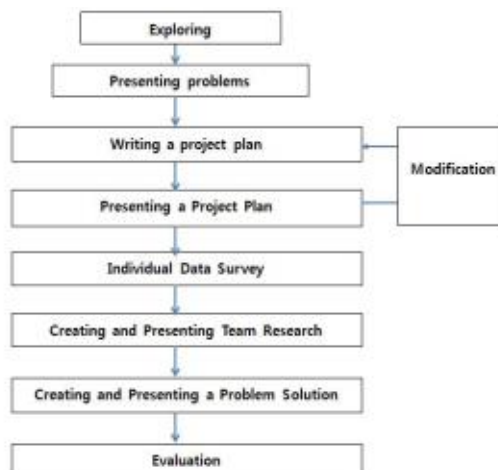 Exploring
Presenting problems
Writing a project plan
Modification
Presenting a Project Plan
Individual Data Survey
Creating and Presenting Team Research
Creating and Presenting a Problem Solution
Evaluation